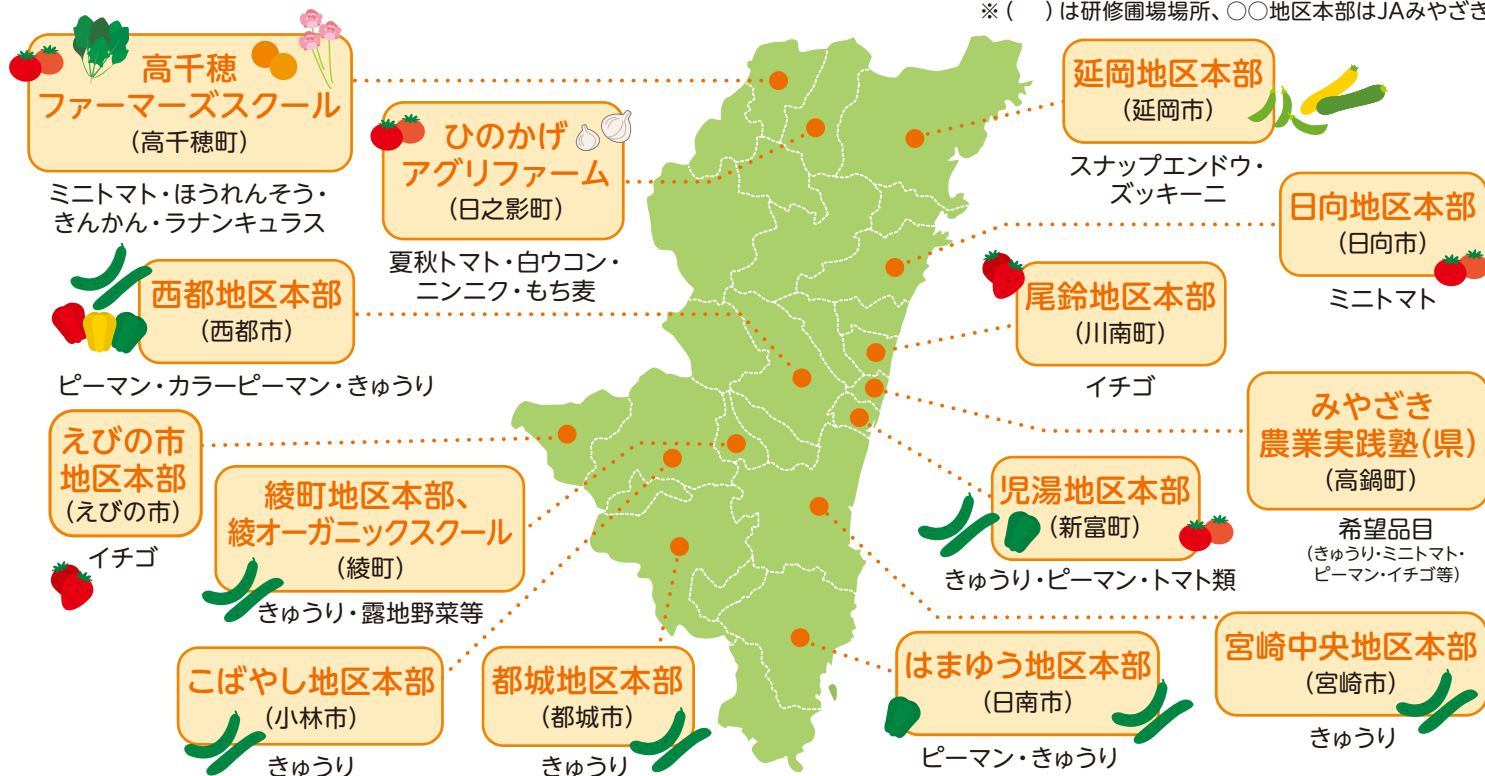 ※(　)は研修圃場場所、○○地区本部はJAみやざき
高千穂
ファーマーズスクール
(高千穂町)
ミニトマト・ほうれんそう・
きんかん・ラナンキュラス
ひのかげ
アグリファーム
(日之影町)
夏秋トマト・白ウコン・
ニンニク・もち麦
延岡地区本部
(延岡市)
スナップエンドウ・
ズッキーニ
日向地区本部
(日向市)
ミニトマト
西都地区本部
(西都市)
ピーマン・カラーピーマン・きゅうり
尾鈴地区本部
(川南町)
イチゴ
みやざき
農業実践塾(県)
(高鍋町)
希望品目
(きゅうり・ミニトマト・
ピーマン・イチゴ等)
えびの市
地区本部
(えびの市)
イチゴ
綾町地区本部、
綾オーガニックスクール
(綾町)
きゅうり・露地野菜等
児湯地区本部
(新富町)
きゅうり・ピーマン・トマト類
こばやし地区本部
(小林市)
きゅうり
都城地区本部
(都城市)
きゅうり
はまゆう地区本部
(日南市)
ピーマン・きゅうり
宮崎中央地区本部
(宮崎市)
きゅうり